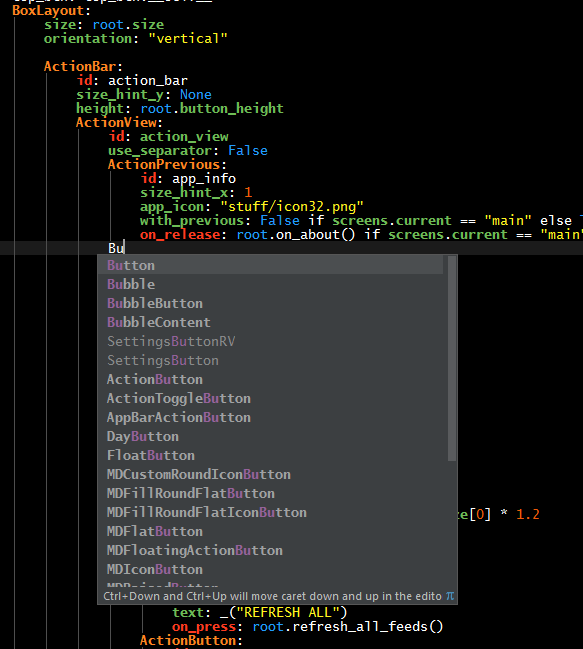 BoxLayout:
size: root.size
orientation: "vertical"
ActionBar:
id: action_bar
size_hint_y: None
height: root.button_height
ActionView:
id: action_view
use_separator: False
ActionPrevious:
id: app_info
size_hint_x: 1
app_icon: "stuff/icon32.png"
with_previous: False if screens.current == "main" else
on_release: root.on_about() if screens.current == "main"
Bu
Button
Bubble
BubbleButton
BubbleContent
SettingsButtonRV
SettingsButton
ActionButton
ActionToggleButton
AppBarActionButton
DayButton
FloatButton
MDCustomRoundIconButton
MDFillRoundFlatButton
MDFillRoundFlatIconButton
ze[0] * 1.2
MDFlatButton
MDFloatingActionButton
MDIconButton
MDRaisedButton
Ctrl+Down and Ctrl+Up will move caret down and up in the edito π
text: _("REFRESH ALL")
on_press: root.refresh_all_feeds()
ActionButton: